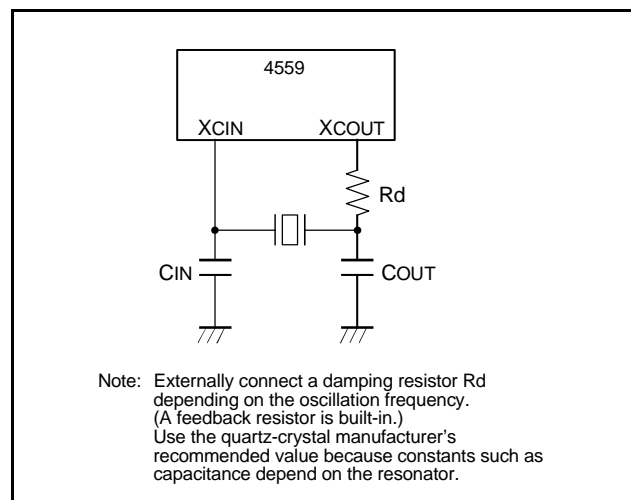 4559
XCIN XCOUT
Rd
CIN COUT
Note: Externally connect a damping resistor Rd
depending on the oscillation frequency.
(A feedback resistor is built-in.)
Use the quartz-crystal manufacturer's
recommended value because constants such as
capacitance depend on the resonator.